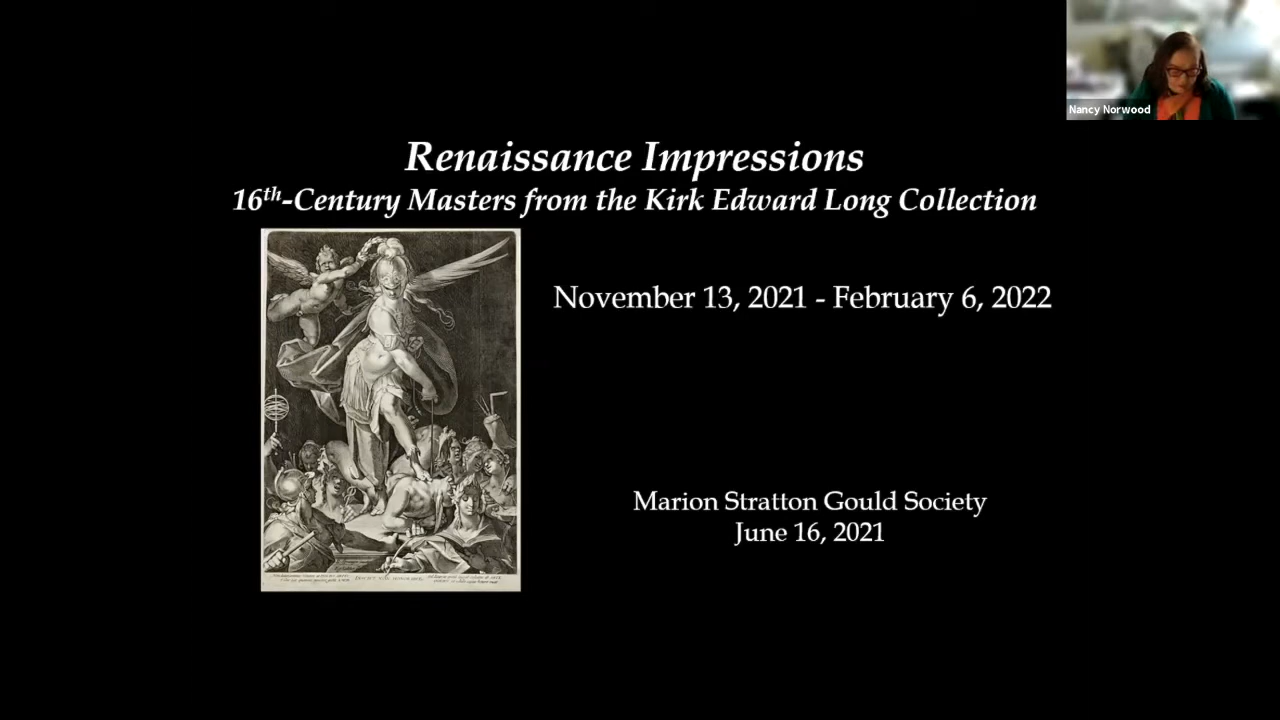 Nancy Norwood
Renaissance Impressions
16th-Century Masters from the Kirk Edward Long Collection
November 13, 2021 - February 6, 2022
Marion Stratton Gould Society
June 16, 2021